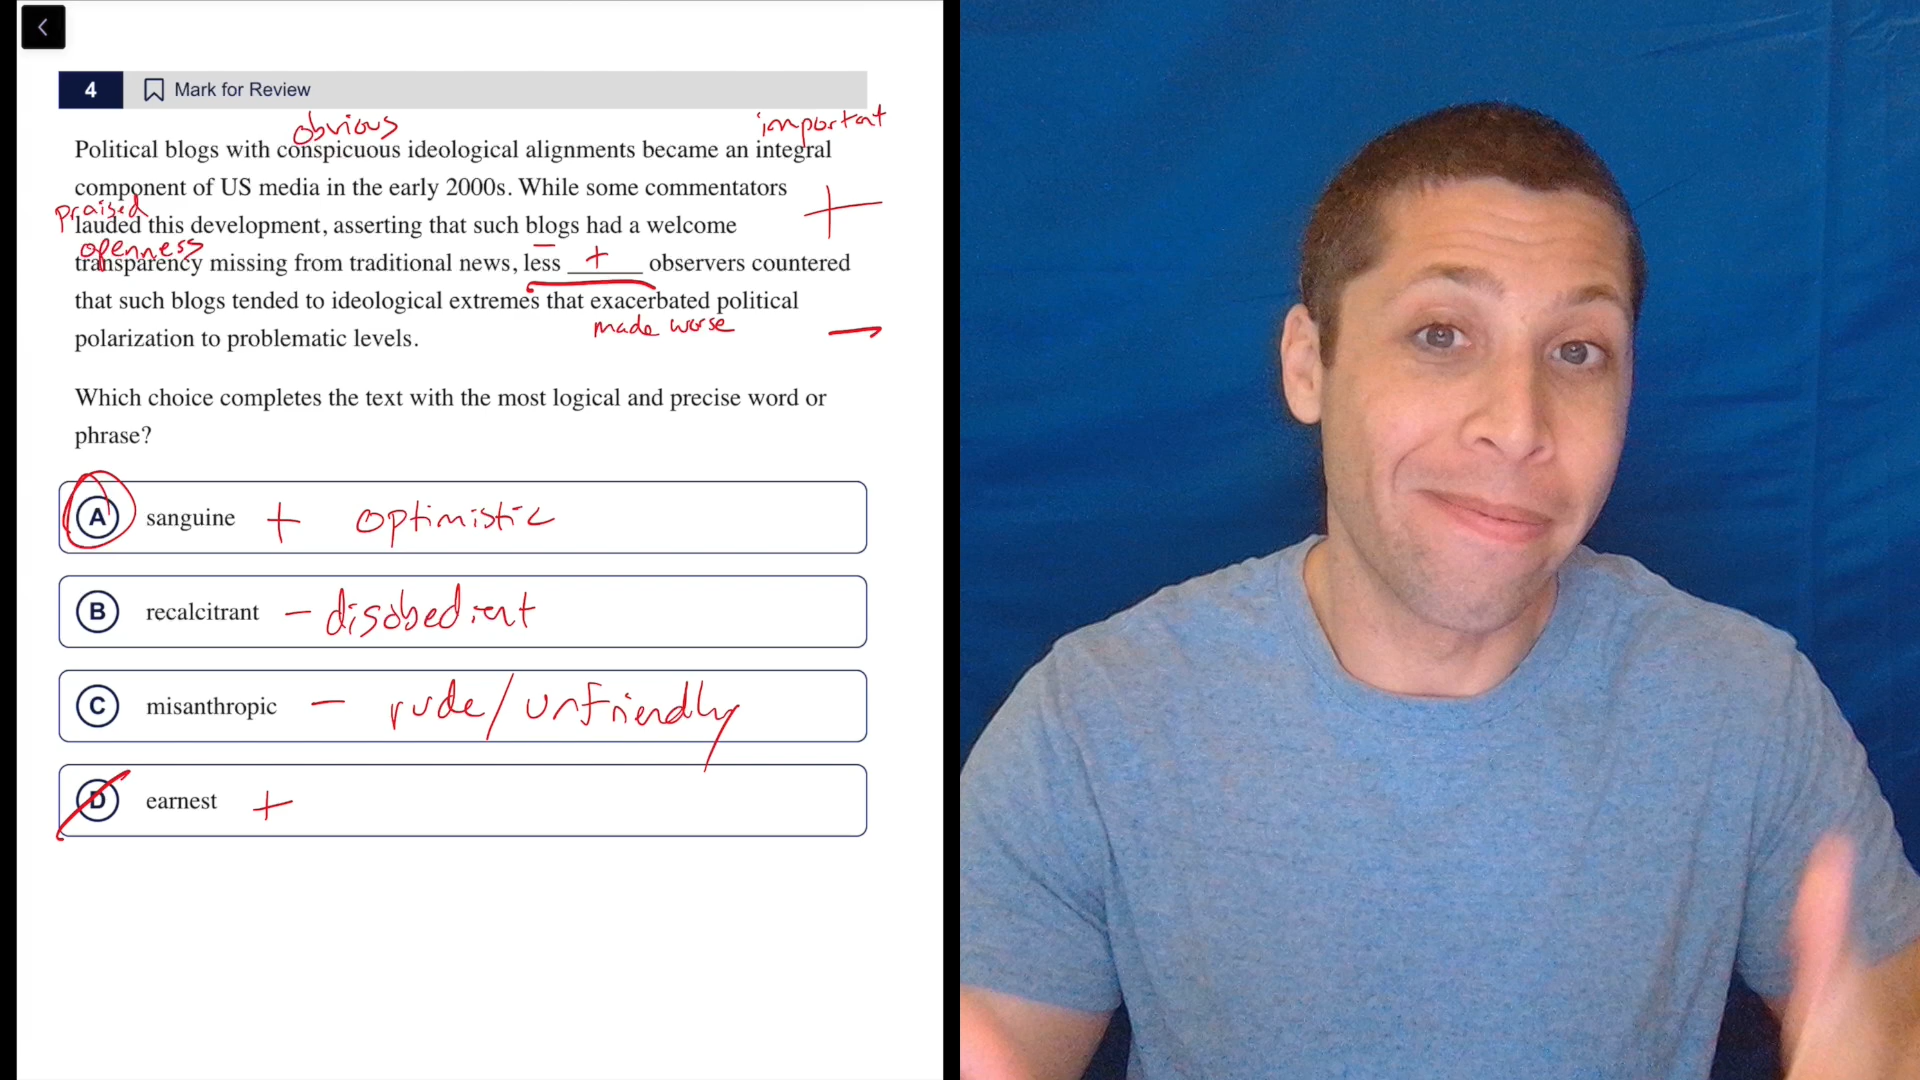 4 Mark for Review
obvious important
Political blogs with conspicuous ideological alignments became an integral
component of US media in the early 2000s. While some commentators
praised +
lauded this development, asserting that such blogs had a welcome
openness - +
transparency missing from traditional news, less ______ observers countered
that such blogs tended to ideological extremes that exacerbated political
made worse -
polarization to problematic levels.
Which choice completes the text with the most logical and precise word or
phrase?
A sanguine + optimistic
B recalcitrant - disobedient
C misanthropic - rude/unfriendly
D earnest +